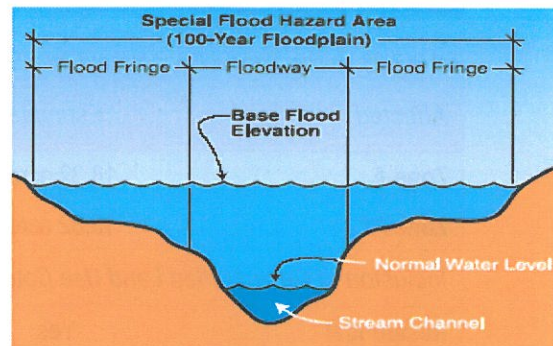 Special Flood Hazard Area
(100-Year Floodplain)
Flood Fringe
Floodway
Flood Fringe
Base Flood
Elevation
Normal Water Level
Stream Channel